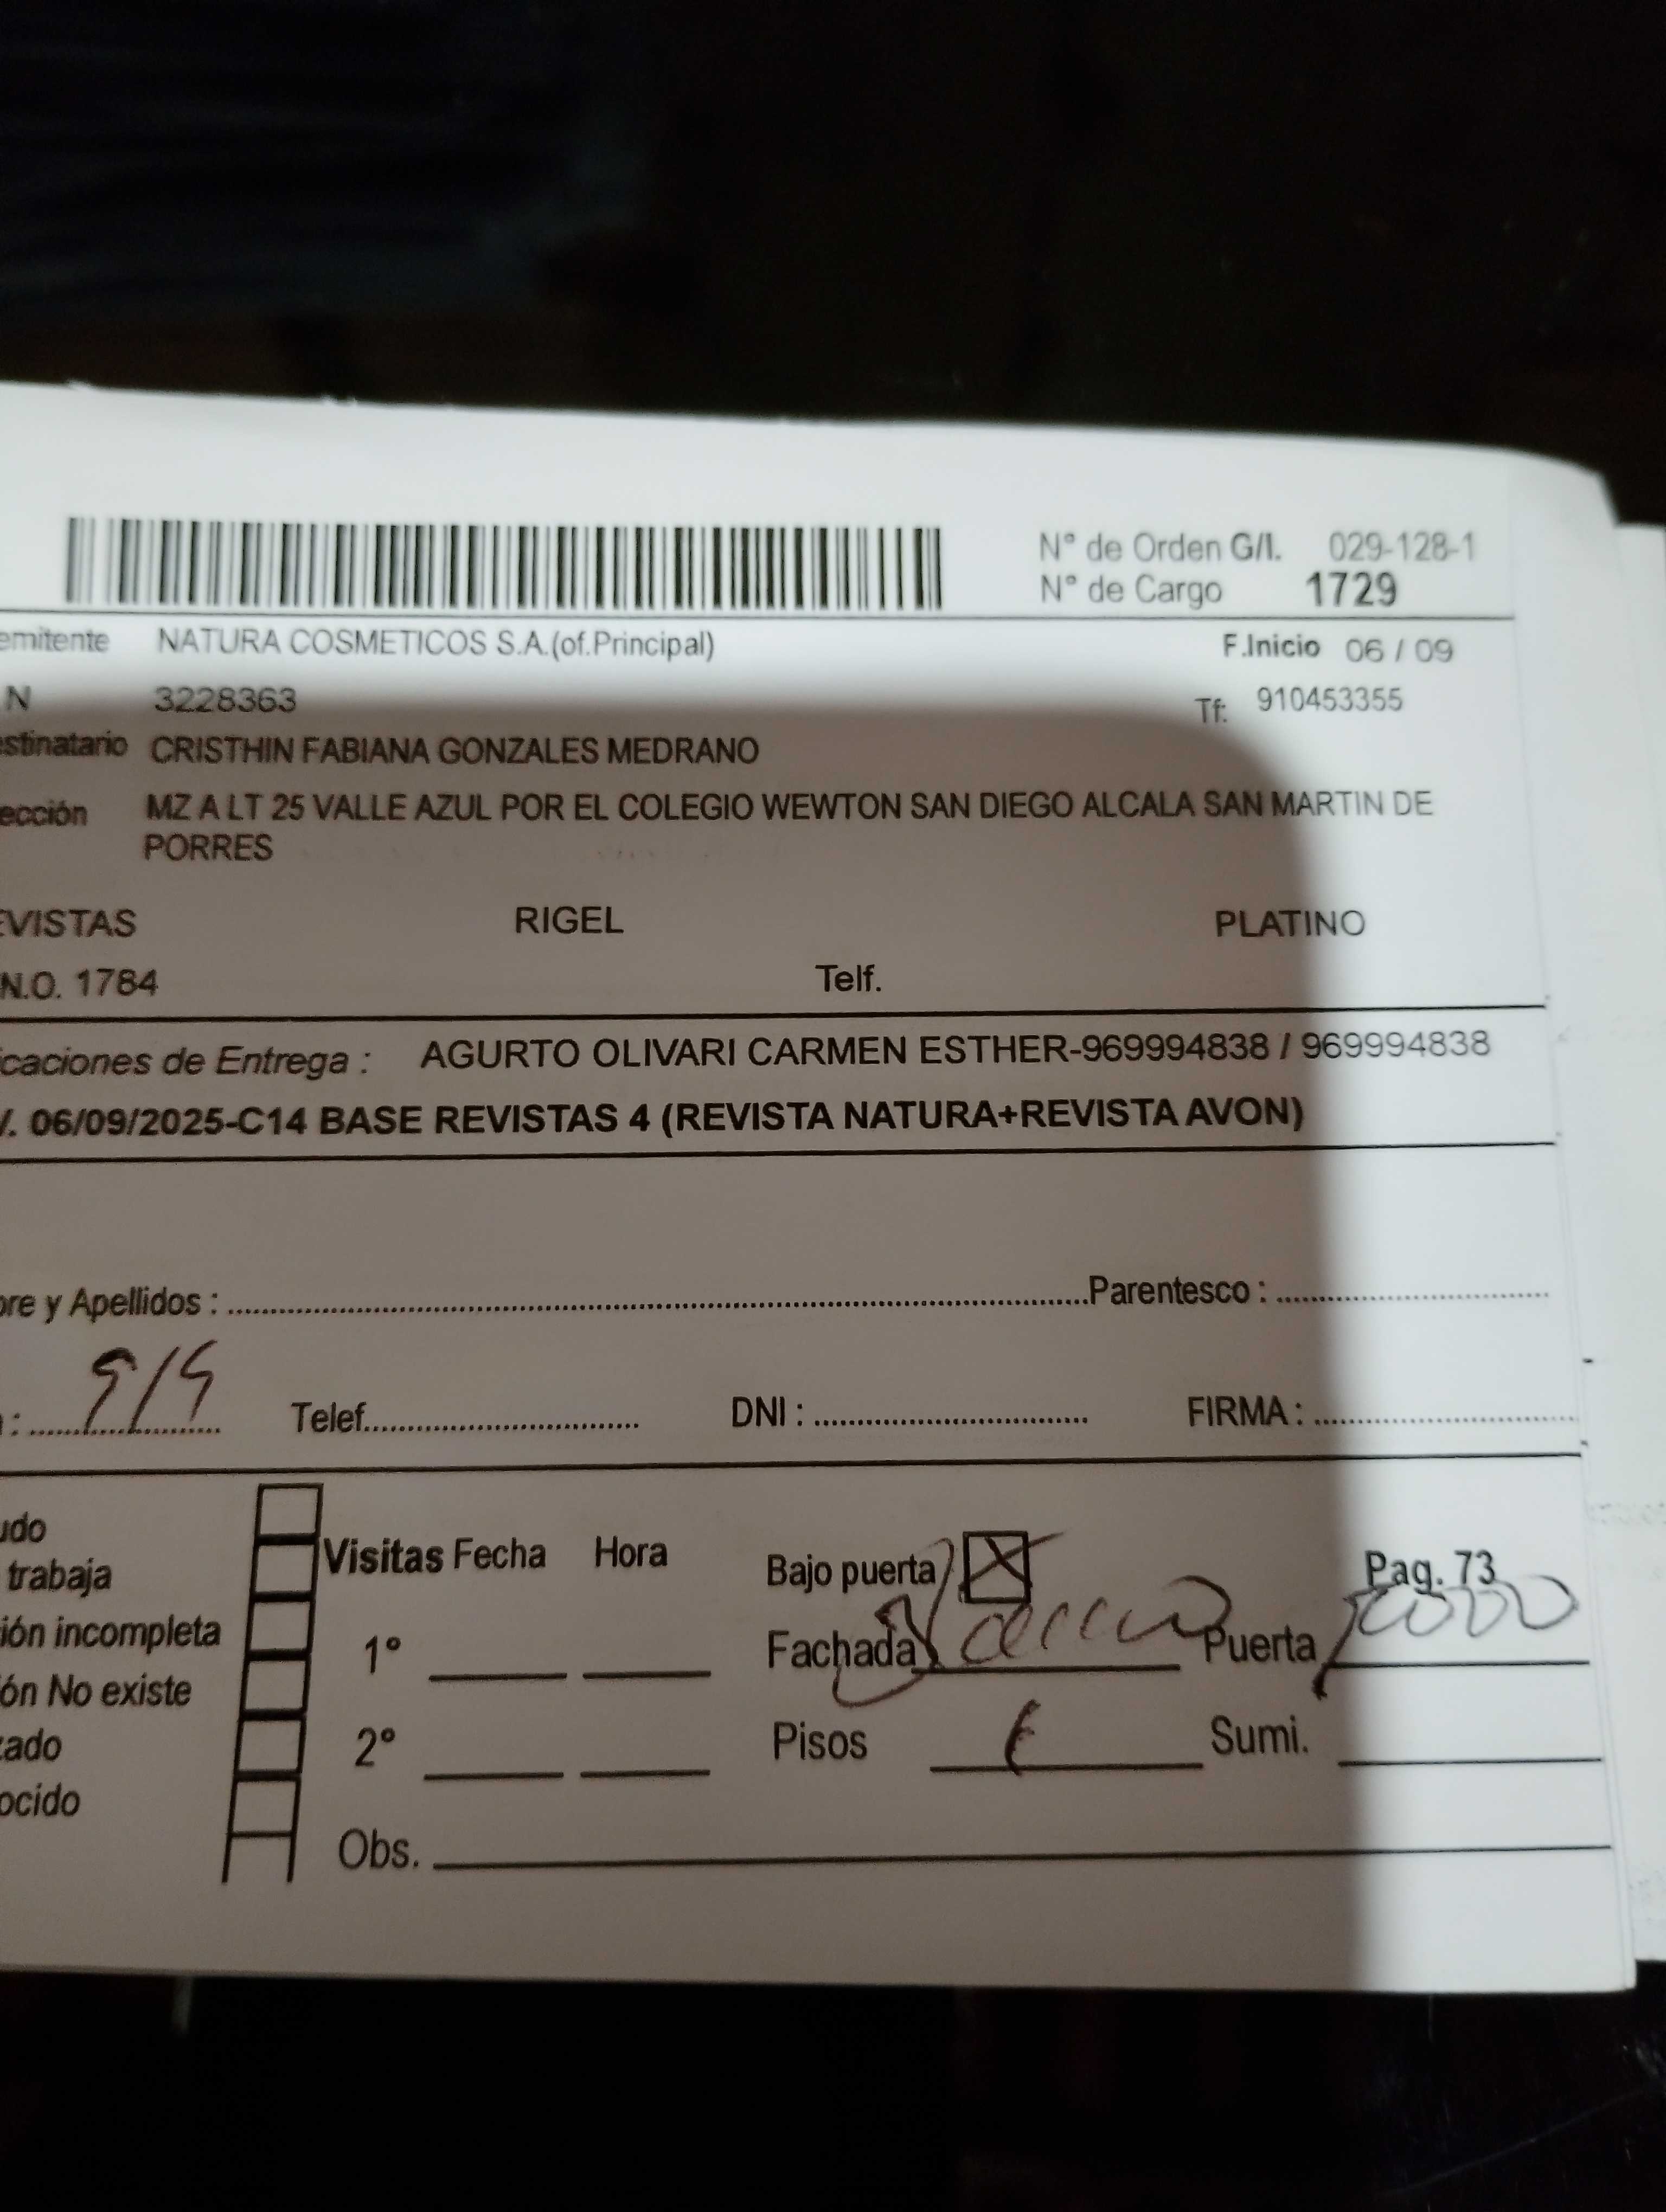 N° de Orden G/I. 029-128-1
N° de Cargo 1729
emitente NATURA COSMETICOS S.A.(of.Principal) F.Inicio 06 / 09
N 3228363 Tf: 910453355
estinatario CRISTHIN FABIANA GONZALES MEDRANO
ección MZ A LT 25 VALLE AZUL POR EL COLEGIO WEWTON SAN DIEGO ALCALA SAN MARTIN DE
PORRES
EVISTAS RIGEL PLATINO
N.O. 1784 Telf.
icaciones de Entrega : AGURTO OLIVARI CARMEN ESTHER-969994838 / 969994838
V. 06/09/2025-C14 BASE REVISTAS 4 (REVISTA NATURA+REVISTA AVON)
bre y Apellidos : Parentesco :
: 9/9 Telef. DNI : FIRMA :
udo
trabaja
ión incompleta
ón No existe
zado
ocido
Visitas Fecha Hora
1°
2°
Obs.
Bajo puerta Pag. 73
Fachada Puerta
Pisos 1 Sumi.